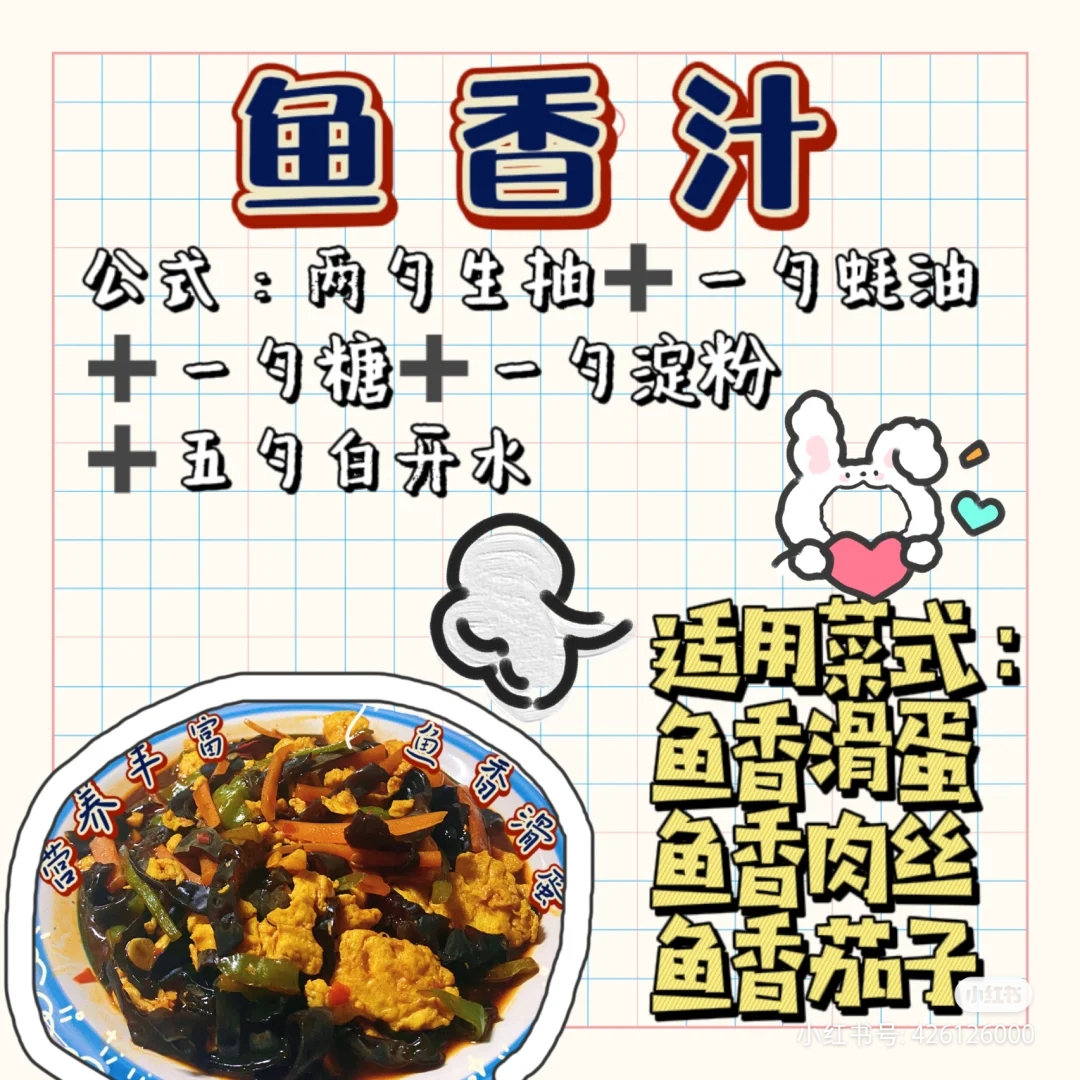 鱼香汁
公式：两勺生抽➕一勺蚝油
➕一勺糖➕一勺淀粉
➕五勺白开水
适用菜式：
鱼香滑蛋
鱼香肉丝
鱼香茄子
营养丰富 鱼香滑蛋
小红书
小红书号: 426126000